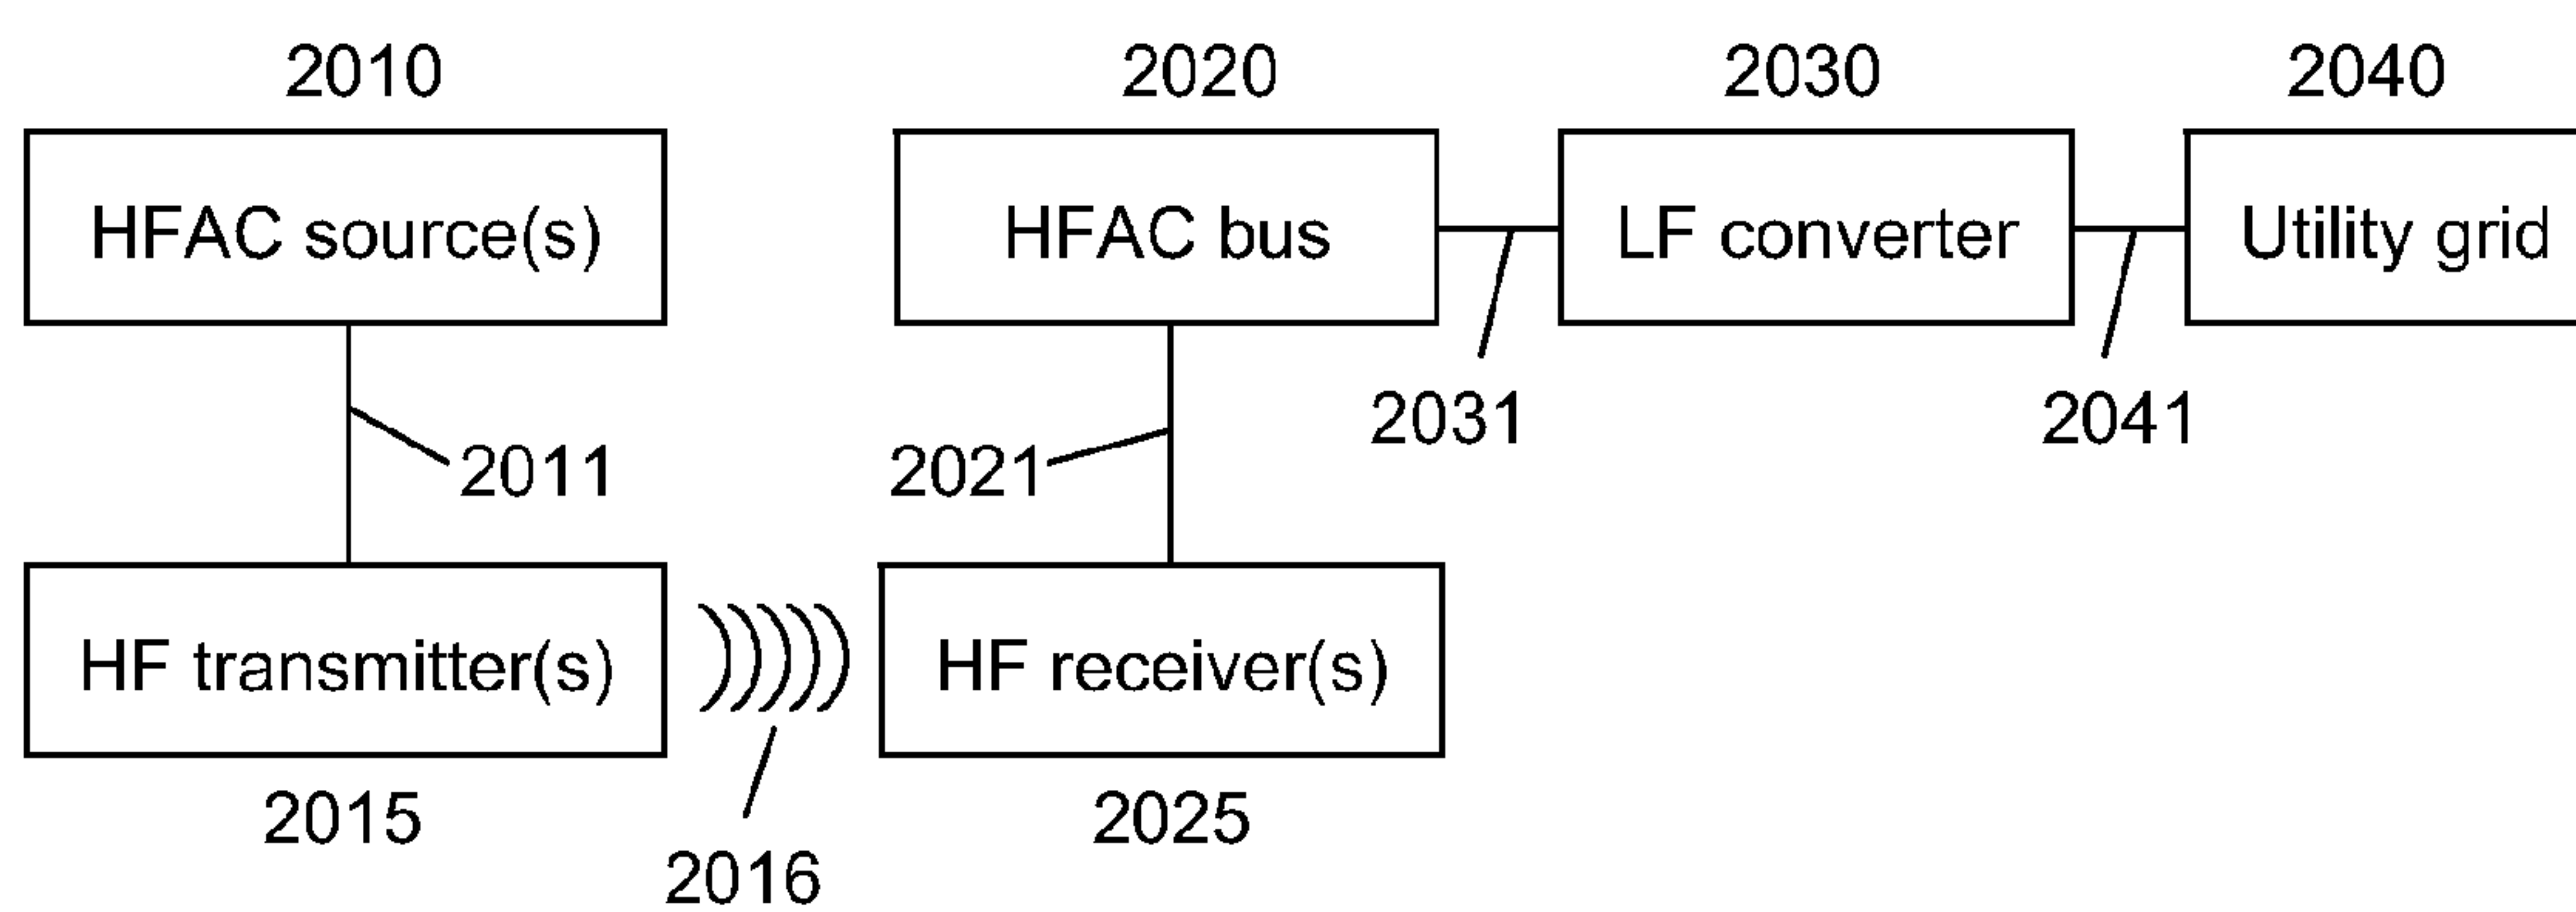 2010 2020 2030 2040
HFAC source(s) HFAC bus LF converter Utility grid
2031 2041
2011 2021
HF transmitter(s) HF receiver(s)
2015 2025
2016